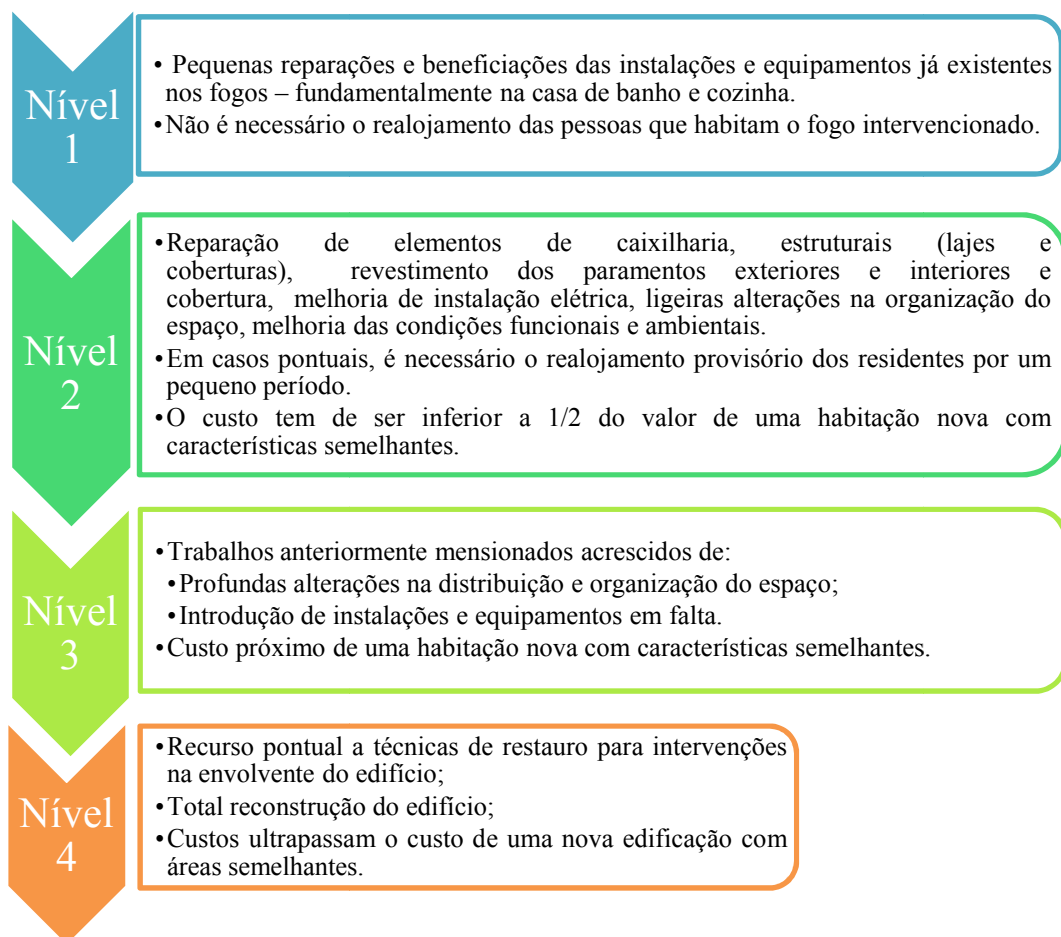 Nível
1
• Pequenas reparações e beneficiações das instalações e equipamentos já existentes
nos fogos – fundamentalmente na casa de banho e cozinha.
•Não é necessário o realojamento das pessoas que habitam o fogo intervencionado.
Nível
2
•Reparação de elementos de caixilharia, estruturais (lajes e
coberturas), revestimento dos paramentos exteriores e interiores e
cobertura, melhoria de instalação elétrica, ligeiras alterações na organização do
espaço, melhoria das condições funcionais e ambientais.
•Em casos pontuais, é necessário o realojamento provisório dos residentes por um
pequeno período.
•O custo tem de ser inferior a 1/2 do valor de uma habitação nova com
características semelhantes.
Nível
3
•Trabalhos anteriormente mensionados acrescidos de:
•Profundas alterações na distribuição e organização do espaço;
•Introdução de instalações e equipamentos em falta.
•Custo próximo de uma habitação nova com características semelhantes.
Nível
4
•Recurso pontual a técnicas de restauro para intervenções
na envolvente do edifício;
•Total reconstrução do edifício;
•Custos ultrapassam o custo de uma nova edificação com
áreas semelhantes.